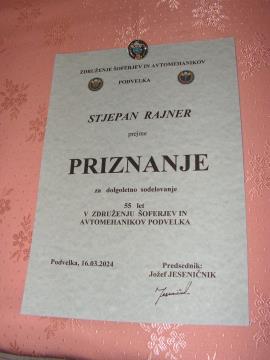 ZDRUŽENJE ŠOFERJEV IN AVTOMEHANIKOV
PODVELKA
STJEPAN RAJNER
prejme
PRIZNANJE
za dolgoletno sodelovanje
55 let
V ZDRUŽENJU ŠOFERJEV IN
AVTOMEHANIKOV PODVELKA
Podvelka, 16.03.2024
Predsednik:
Jožef JESENIČNIK